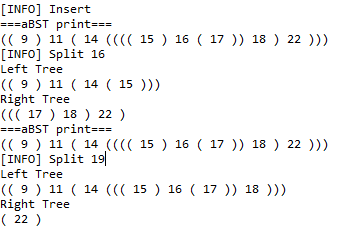 [INFO] Insert
===aBST print===
(( 9 ) 11 ( 14 (((( 15 ) 16 ( 17 )) 18 ) 22 )))
[INFO] Split 16
Left Tree
(( 9 ) 11 ( 14 ( 15 )))
Right Tree
((( 17 ) 18 ) 22 )
===aBST print===
(( 9 ) 11 ( 14 (((( 15 ) 16 ( 17 )) 18 ) 22 )))
[INFO] Split 19
Left Tree
(( 9 ) 11 ( 14 ((( 15 ) 16 ( 17 )) 18 )))
Right Tree
( 22 )